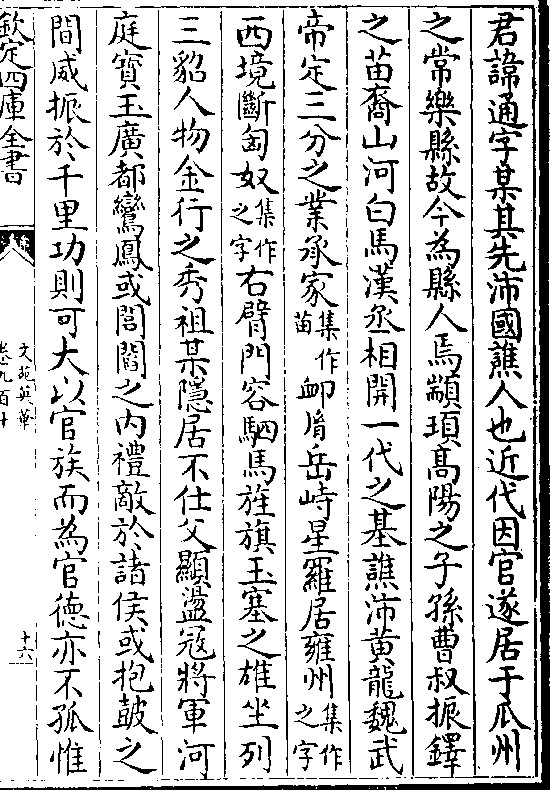 君諱通字某其先沛國譙人也近代因官遂居于瓜州
之常樂縣故今為縣人焉顓頊髙陽之子孫曹叔振鐸
之苗裔山河白馬漢丞相開一代之基譙沛黄龍魏武
帝定三分之業承家集作苗卹胥岳峙星羅居雍州集作之字
西境斷匈奴集作之字右臂門容駟馬旌旗玉塞之雄坐列
三貂人物金行之秀祖某隱居不仕父顯盪宼將軍河
庭寳玉廣都鸞鳳或閭閻之内禮敵於諸侯或抱鼔之
間威振於千里功則可大以官族而為官德亦不孤惟
欽定四庫全書
文苑英華
卷九百十
十六